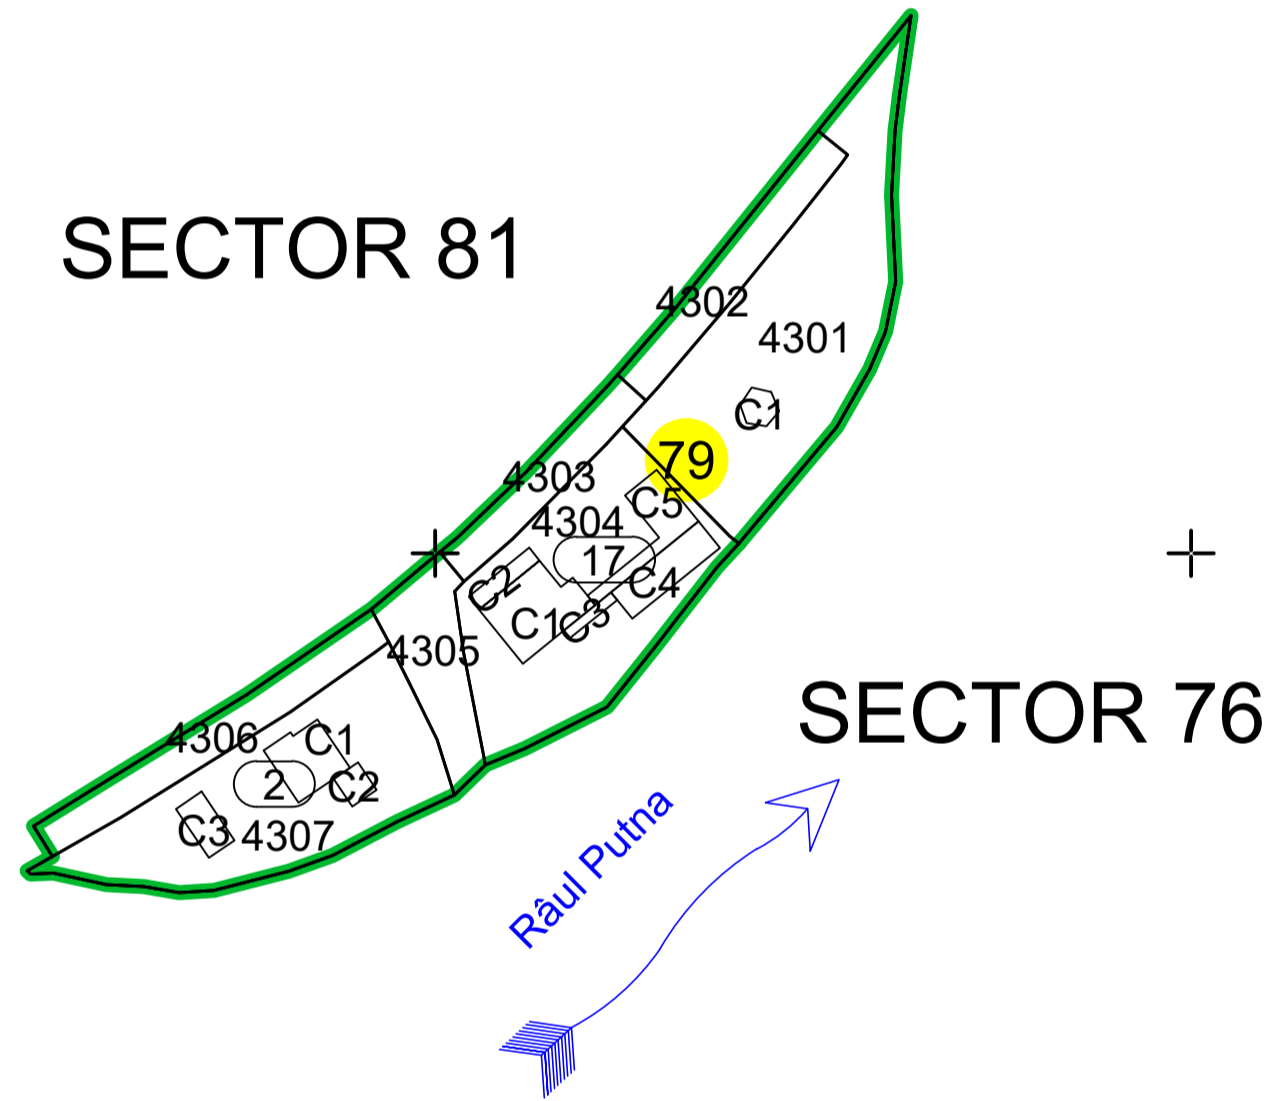 SECTOR 81
4302
4301
C1
79
4303
C5
4304
17
C4
C2
C1
C3
4305
SECTOR 76
4306
C1
2
C2
C3
4307
Râul Putna